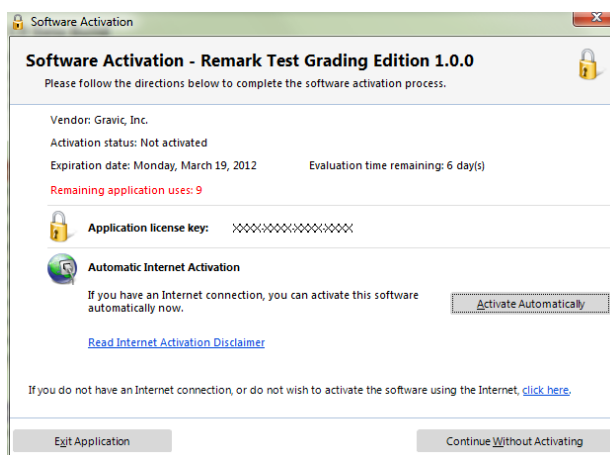 Software Activation
Software Activation - Remark Test Grading Edition 1.0.0
Please follow the directions below to complete the software activation process.
Vendor: Gravic, Inc.
Activation status: Not activated
Expiration date: Monday, March 19, 2012 Evaluation time remaining: 6 day(s)
Remaining application uses: 9
Application license key: XXXX-XXXX-XXXX-XXXX
Automatic Internet Activation
If you have an Internet connection, you can activate this software
automatically now.
Activate Automatically
Read Internet Activation Disclaimer
If you do not have an Internet connection, or do not wish to activate the software using the Internet, click here.
Exit Application Continue Without Activating